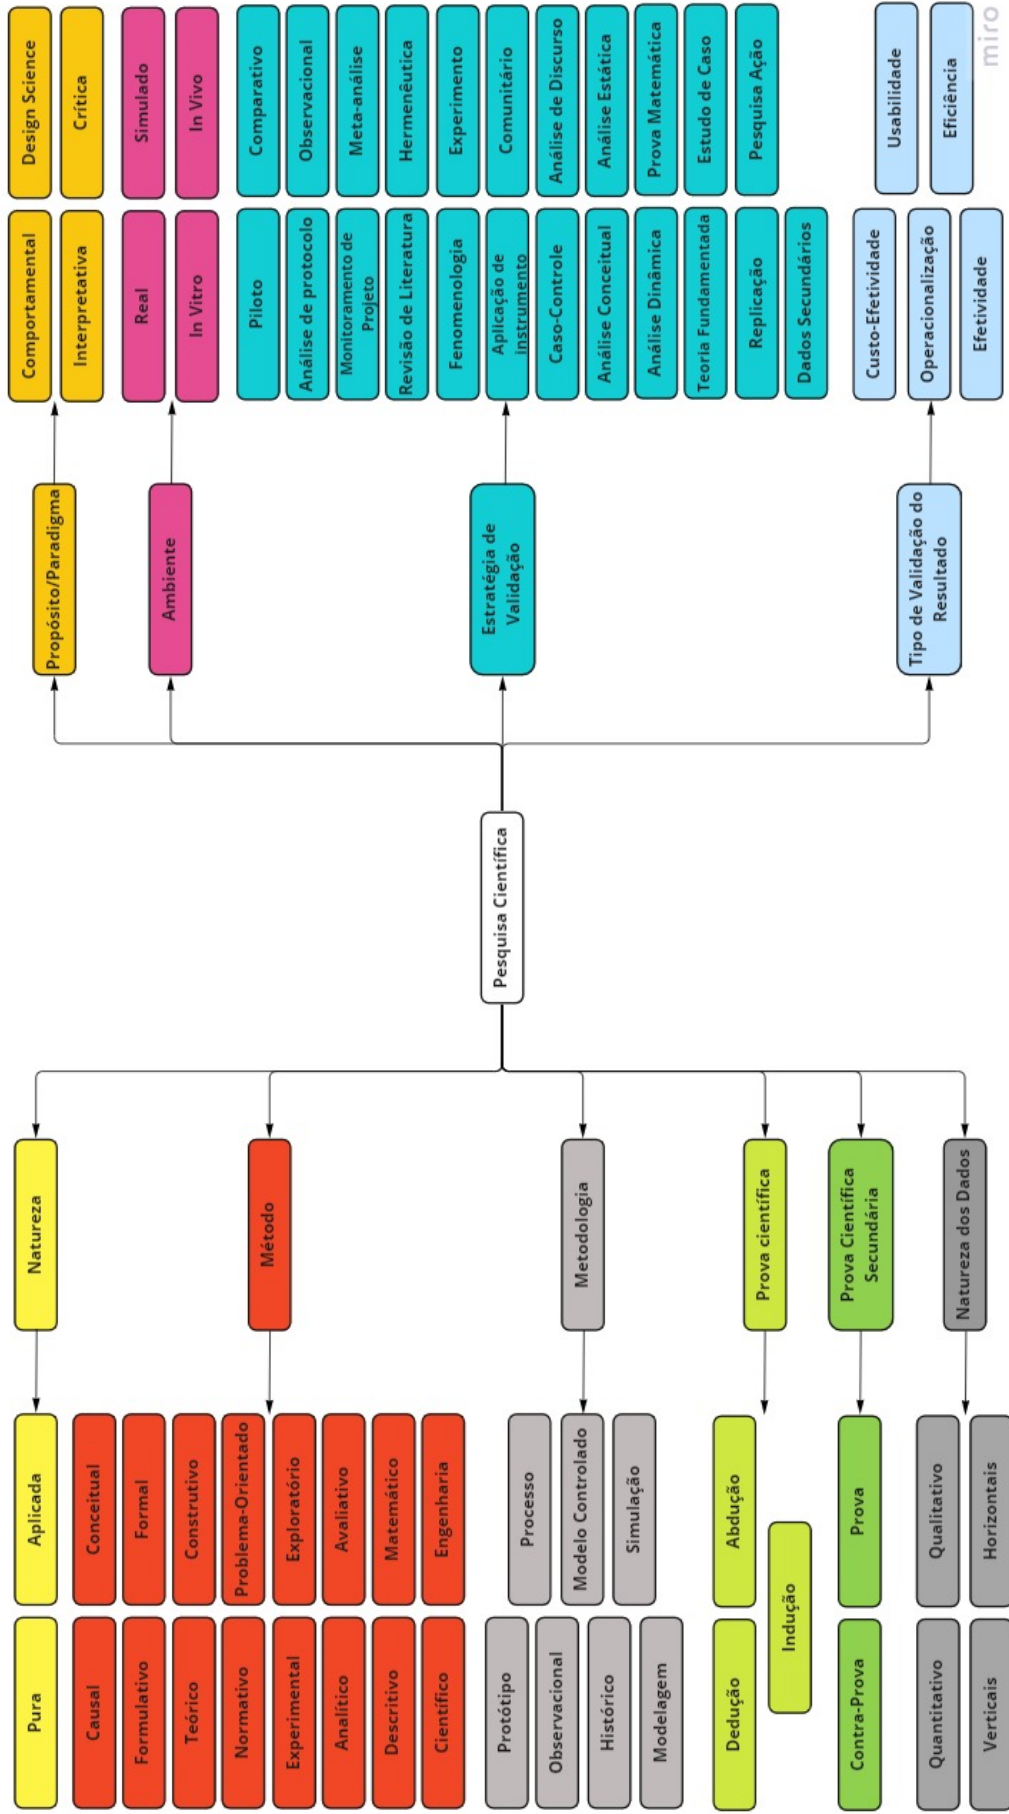 Pesquisa Científica
Natureza
Pura
Aplicada
Método
Causal
Conceitual
Formulativo
Formal
Teórico
Construtivo
Normativo
Problema-Orientado
Experimental
Exploratório
Analítico
Avaliativo
Descritivo
Matemático
Científico
Engenharia
Metodologia
Protótipo
Processo
Observacional
Modelo Controlado
Histórico
Simulação
Modelagem
Prova científica
Dedução
Abdução
Indução
Prova Científica
Secundária
Contra-Prova
Prova
Natureza dos Dados
Quantitativo
Qualitativo
Verticais
Horizontais
Propósito/Paradigma
Comportamental
Design Science
Interpretativa
Crítica
Ambiente
Real
Simulado
In Vitro
In Vivo
Estratégia de
Validação
Piloto
Comparativo
Análise de protocolo
Observacional
Monitoramento de
Projeto
Meta-análise
Revisão de Literatura
Hermenêutica
Fenomenologia
Experimento
Aplicação de
instrumento
Comunitário
Caso-Controle
Análise de Discurso
Análise Conceitual
Análise Estática
Análise Dinâmica
Prova Matemática
Teoria Fundamentada
Estudo de Caso
Replicação
Pesquisa Ação
Dados Secundários
Tipo de Validação do
Resultado
Custo-Efetividade
Usabilidade
Operacionalização
Eficiência
Efetividade
miro